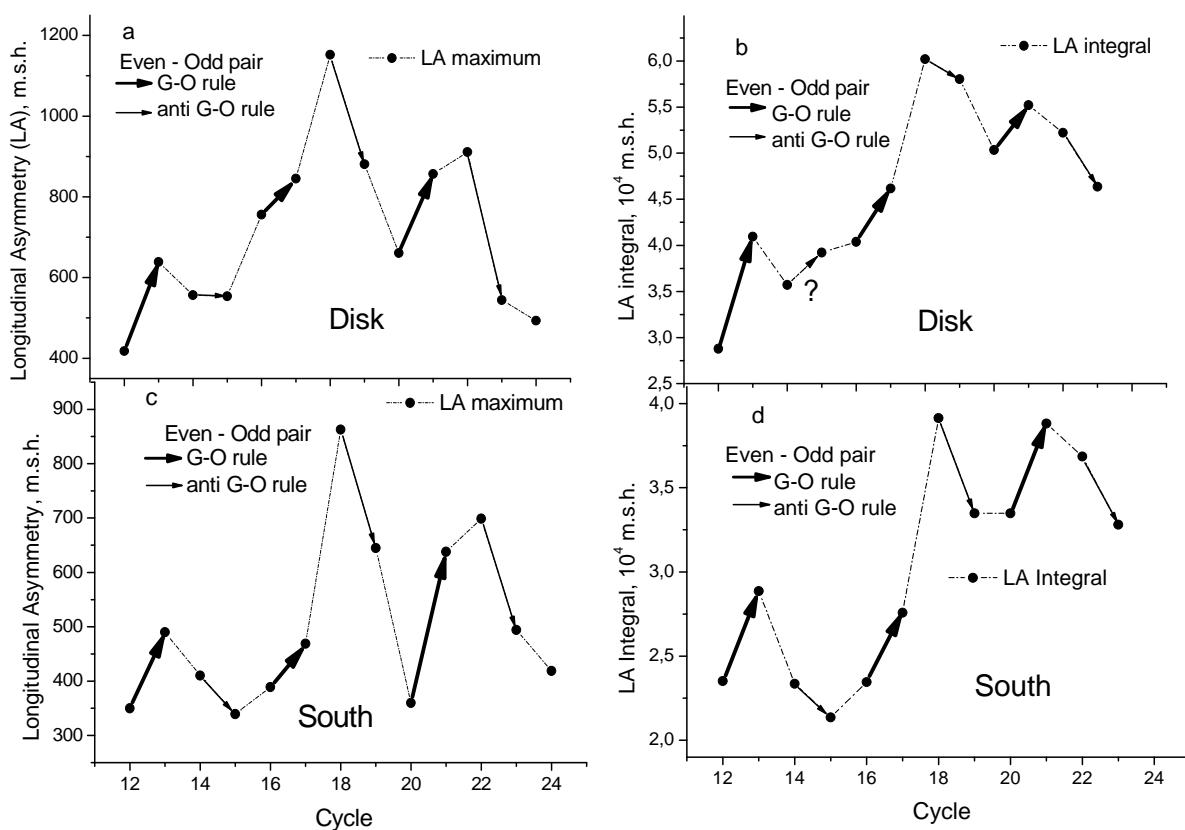 a
Even - Odd pair
G-O rule
anti G-O rule
LA maximum
Longitudinal Asymmetry (LA), m.s.h.
1200
1000
800
600
400
Disk
b
LA integral
Even - Odd pair
G-O rule
anti G-O rule
LA integral, 10⁴ m.s.h.
6,0
5,5
5,0
4,5
4,0
3,5
3,0
2,5
?
Disk
c
LA maximum
Even - Odd pair
G-O rule
anti G-O rule
Longitudinal Asymmetry, m.s.h.
900
800
700
600
500
400
300
South
12 14 16 18 20 22 24
Cycle
d
Even - Odd pair
G-O rule
anti G-O rule
LA Integral
LA Integral, 10⁴ m.s.h.
4,0
3,5
3,0
2,5
2,0
South
12 14 16 18 20 22 24
Cycle